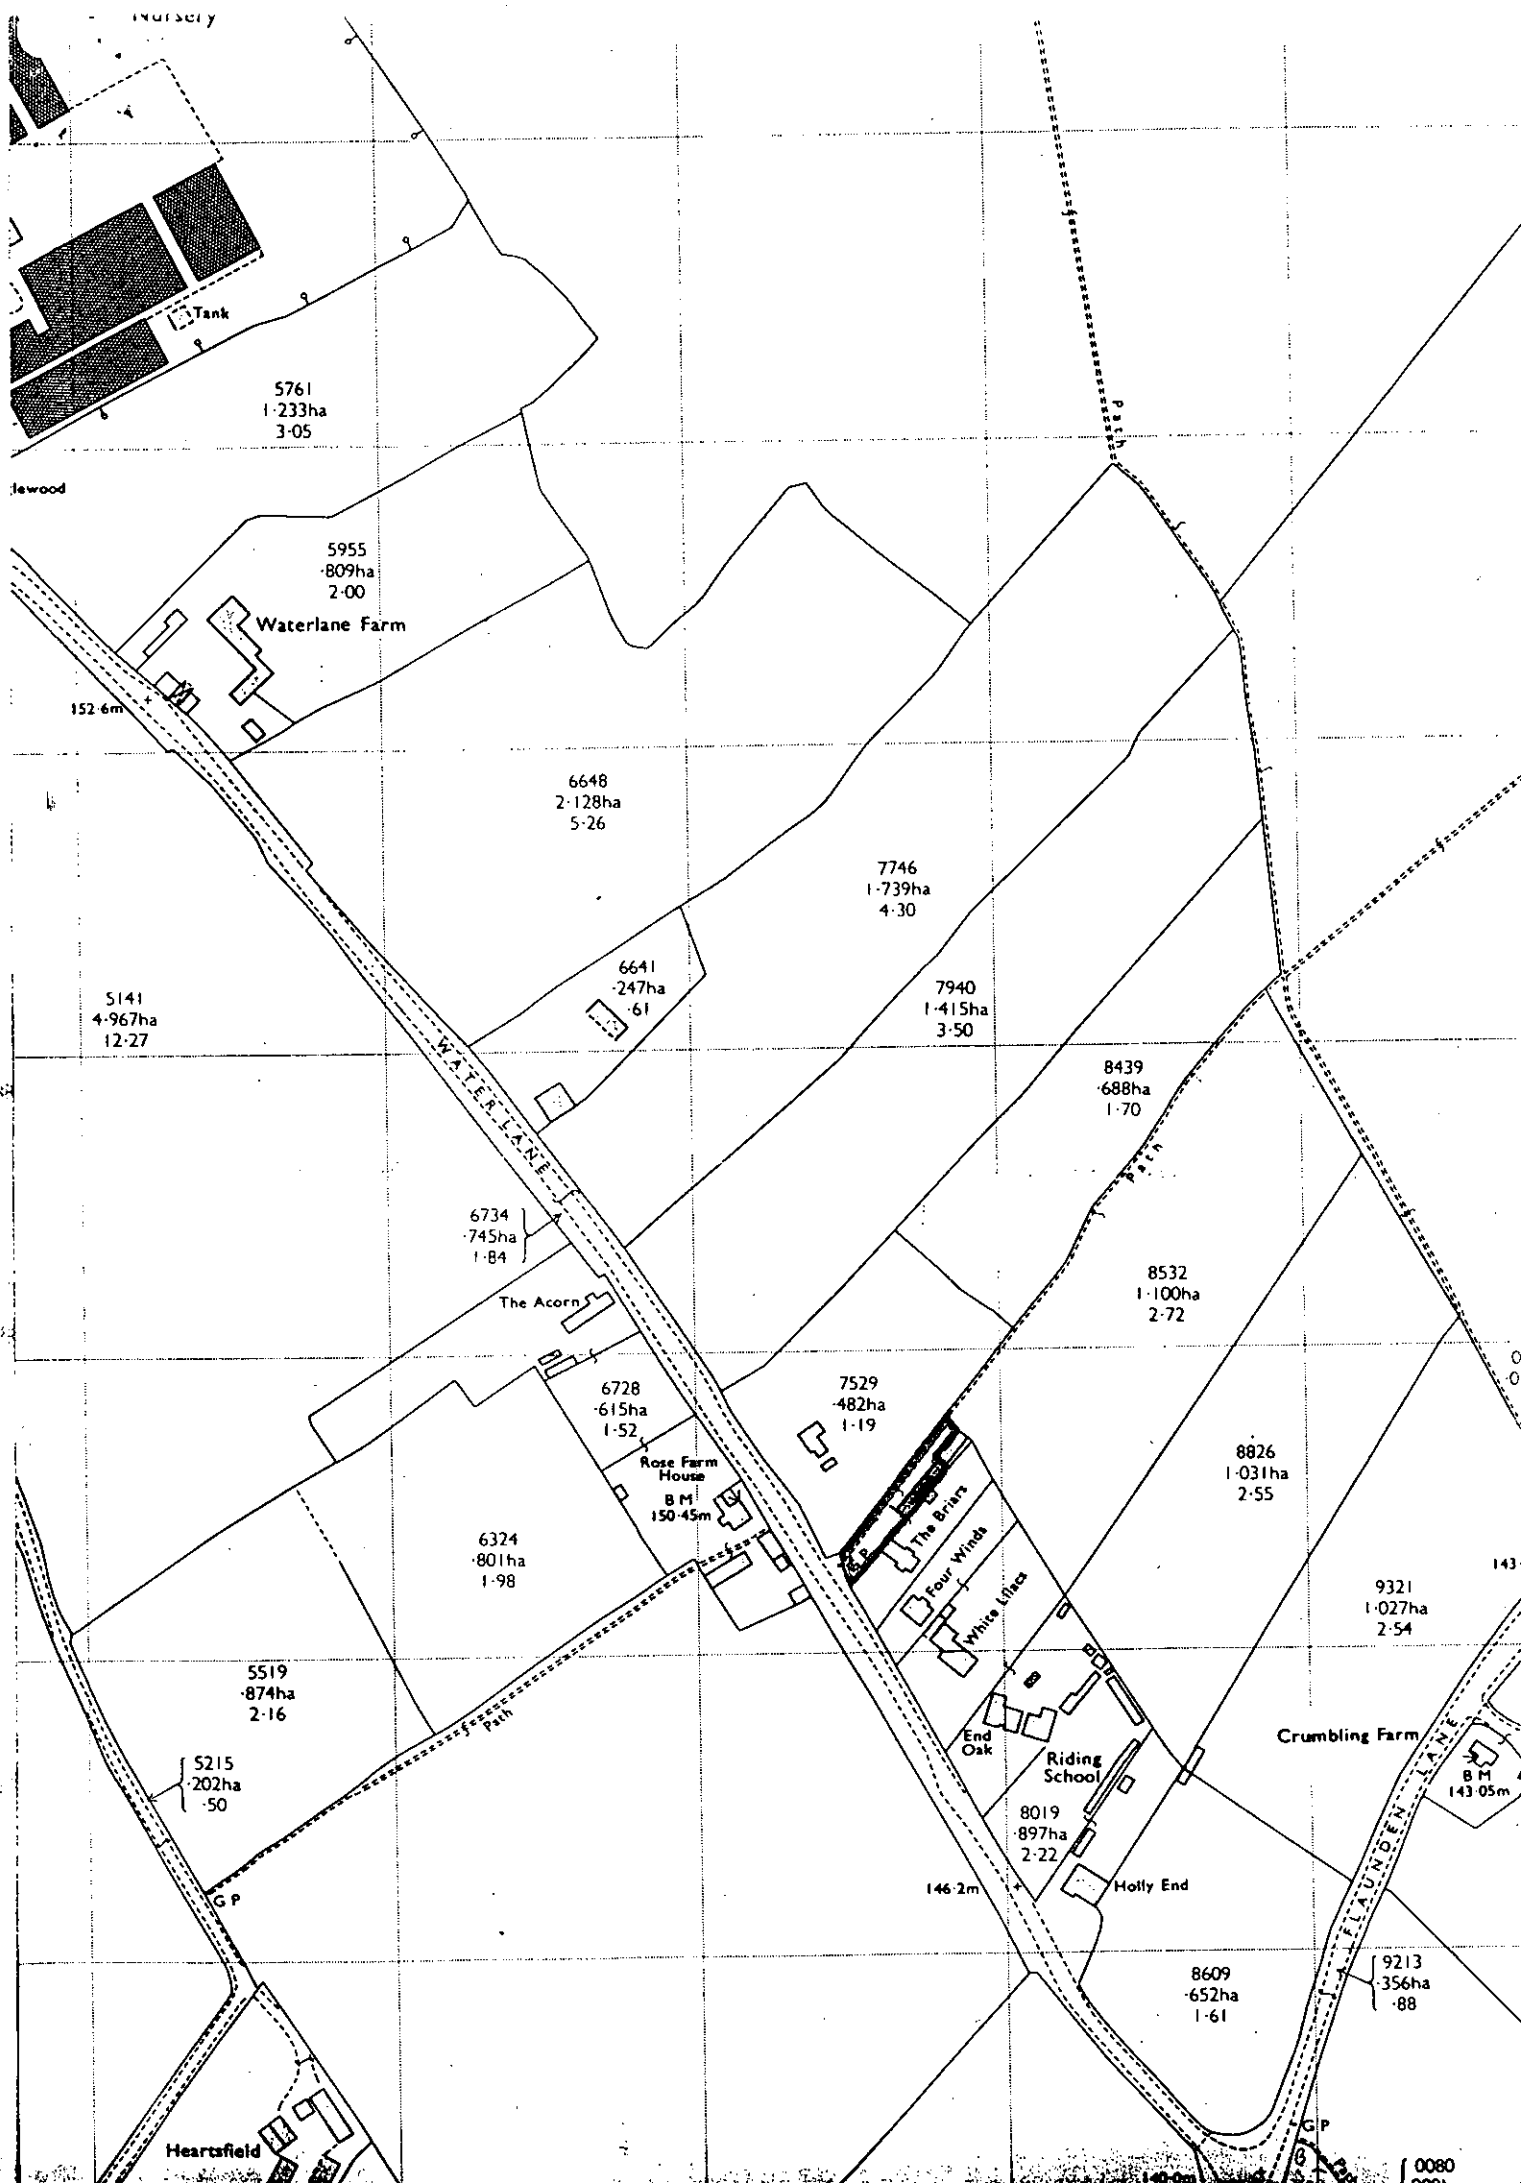 Nursery
Tank
5761
1·233ha
3·05
lewood
5955
·809ha
2·00
Waterlane Farm
152·6m
Path
6648
2·128ha
5·26
7746
1·739ha
4·30
6641
·247ha
·61
5141
4·967ha
12·27
7940
1·415ha
3·50
WATER LANE
8439
·688ha
1·70
Path
6734
·745ha
1·84
The Acorn
8532
1·100ha
2·72
6728
·615ha
1·52
7529
·482ha
1·19
Rose Farm
House
B M
150·45m
8826
1·031ha
2·55
6324
·801ha
1·98
G P
The Briars
Four Winds
White Lilacs
143·
9321
1·027ha
2·54
5519
·874ha
2·16
Path
End
Oak
Riding
School
Crumbling Farm
FLAUNDEN LANE
B M
143·05m
5215
·202ha
·50
8019
·897ha
2·22
146·2m
Holly End
G P
8609
·652ha
1·61
9213
·356ha
·88
Heartsfield
G P
140·0m
0080